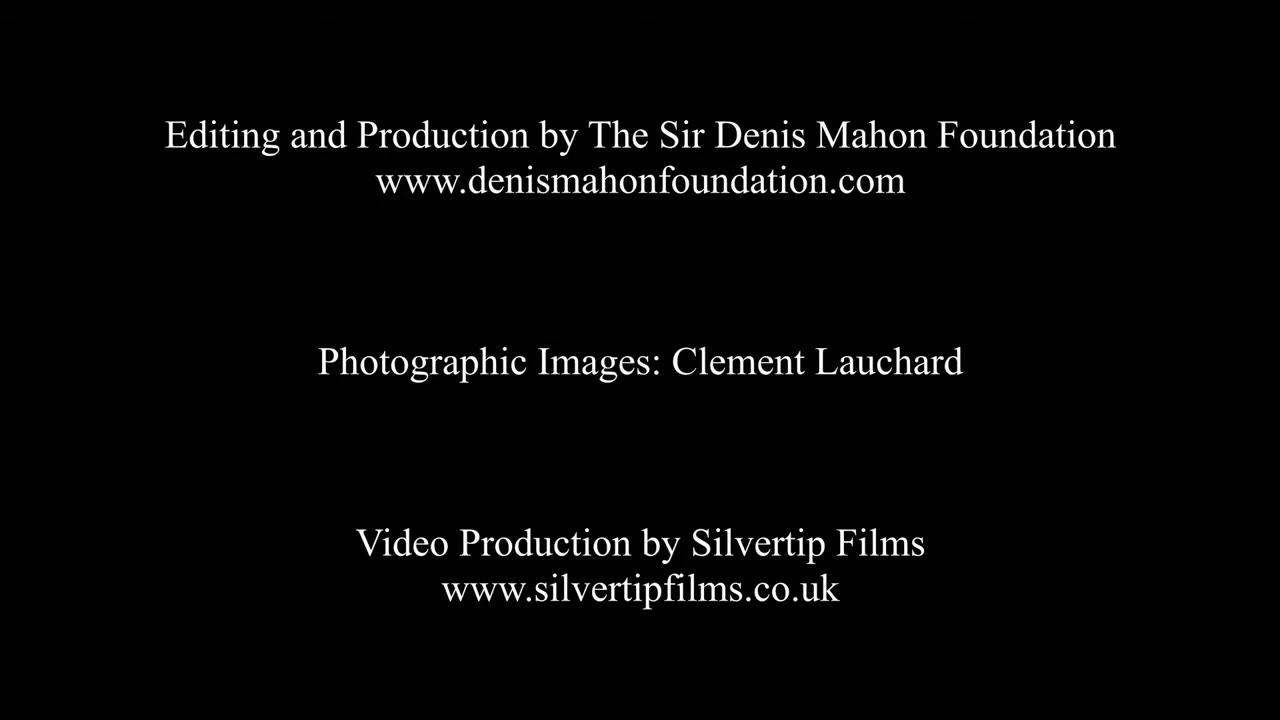 Editing and Production by The Sir Denis Mahon Foundation
www.denismahonfoundation.com
Photographic Images: Clement Lauchard
Video Production by Silvertip Films
www.silvertipfilms.co.uk